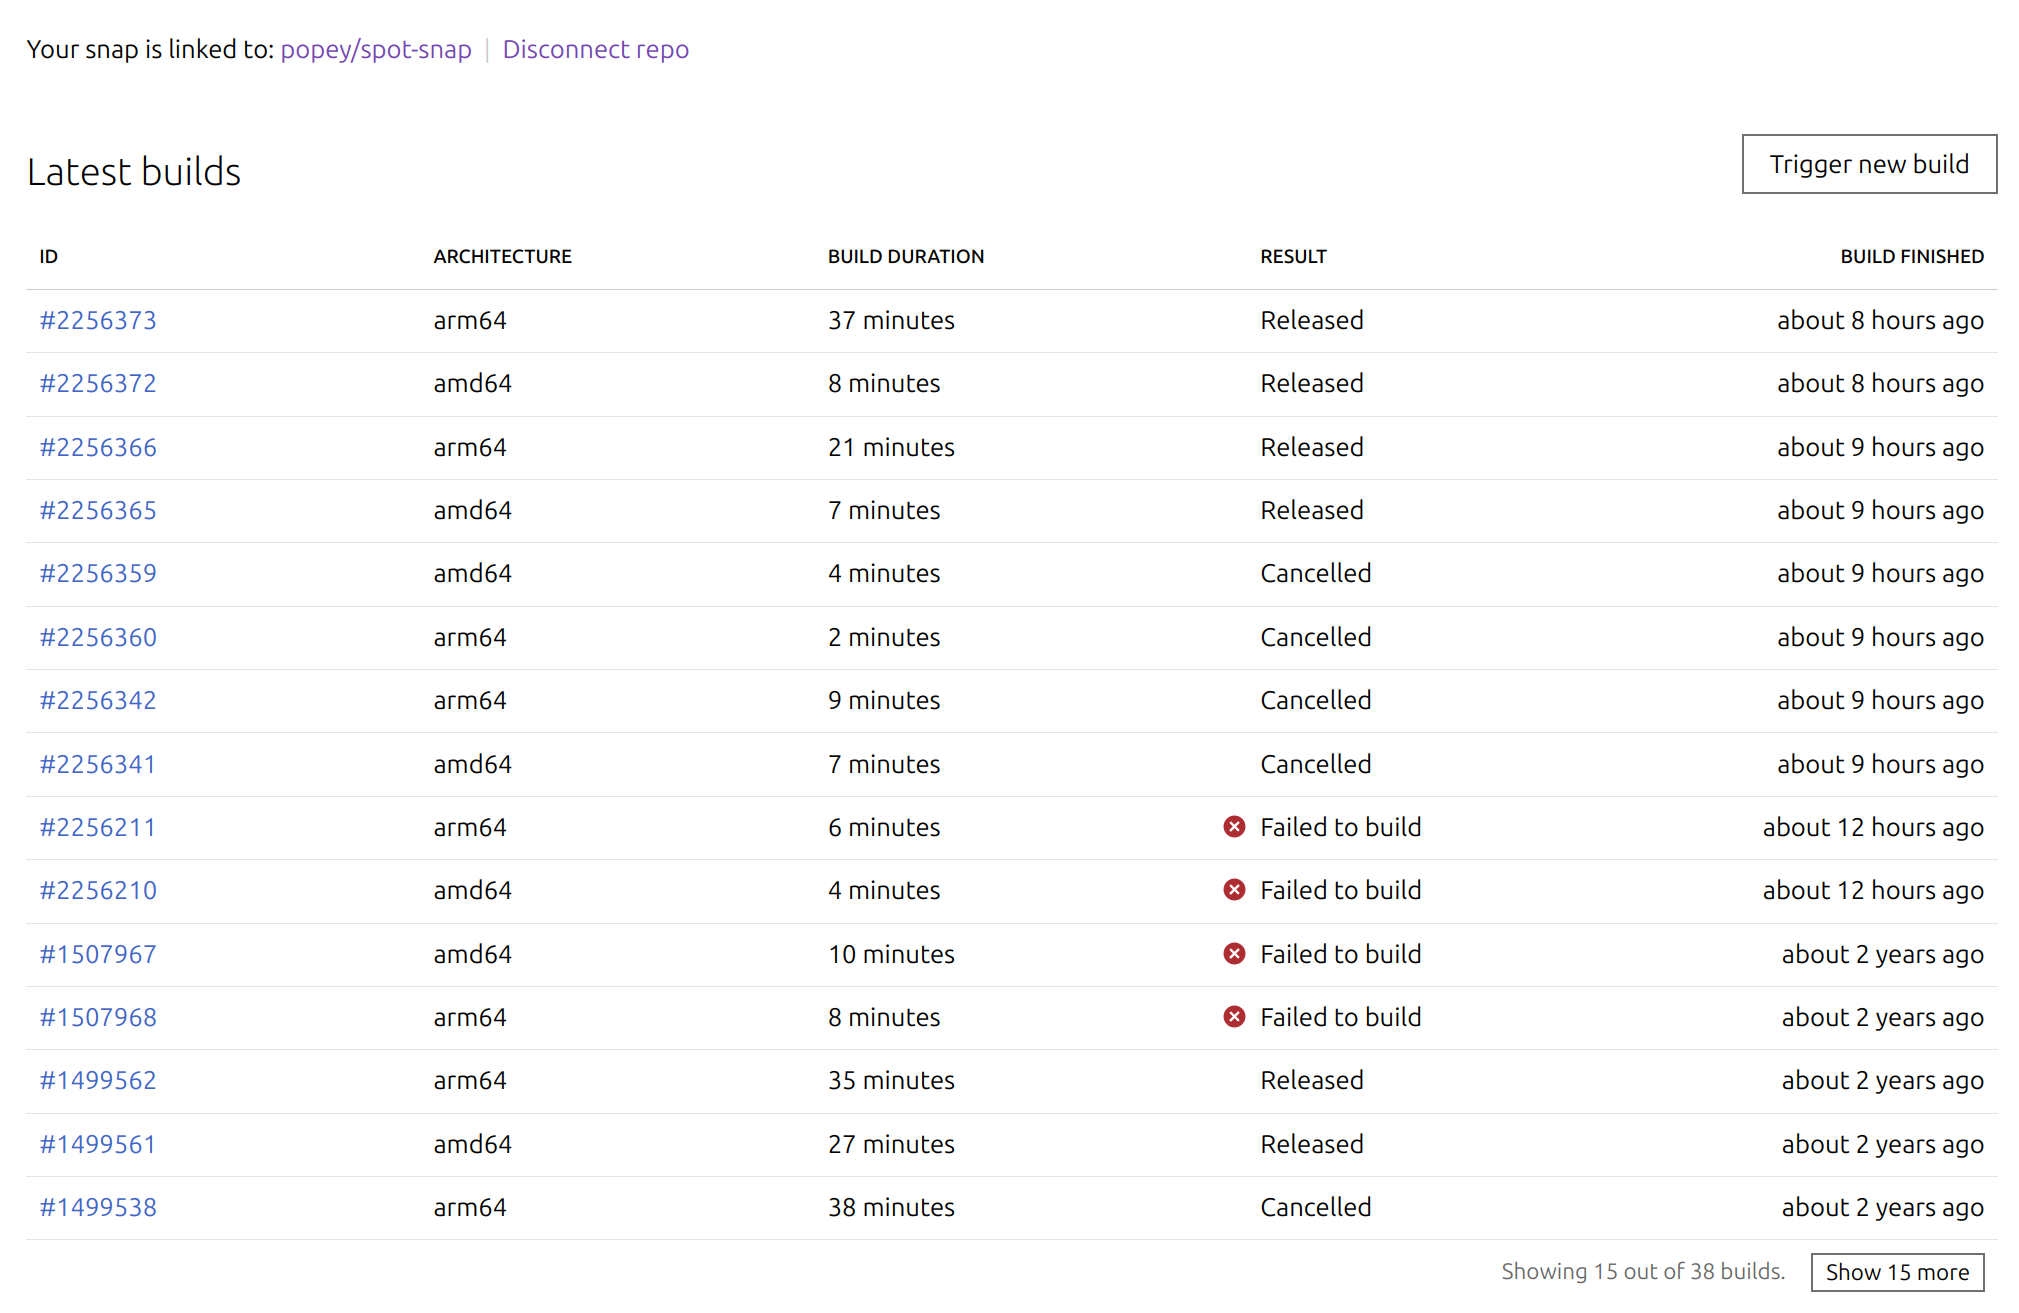 Your snap is linked to: popey/spot-snap | Disconnect repo
Latest builds
Trigger new build
ID ARCHITECTURE BUILD DURATION RESULT BUILD FINISHED
#2256373 arm64 37 minutes Released about 8 hours ago
#2256372 amd64 8 minutes Released about 8 hours ago
#2256366 arm64 21 minutes Released about 9 hours ago
#2256365 amd64 7 minutes Released about 9 hours ago
#2256359 amd64 4 minutes Cancelled about 9 hours ago
#2256360 arm64 2 minutes Cancelled about 9 hours ago
#2256342 arm64 9 minutes Cancelled about 9 hours ago
#2256341 amd64 7 minutes Cancelled about 9 hours ago
#2256211 arm64 6 minutes Failed to build about 12 hours ago
#2256210 amd64 4 minutes Failed to build about 12 hours ago
#1507967 amd64 10 minutes Failed to build about 2 years ago
#1507968 arm64 8 minutes Failed to build about 2 years ago
#1499562 arm64 35 minutes Released about 2 years ago
#1499561 amd64 27 minutes Released about 2 years ago
#1499538 arm64 38 minutes Cancelled about 2 years ago
Showing 15 out of 38 builds. Show 15 more